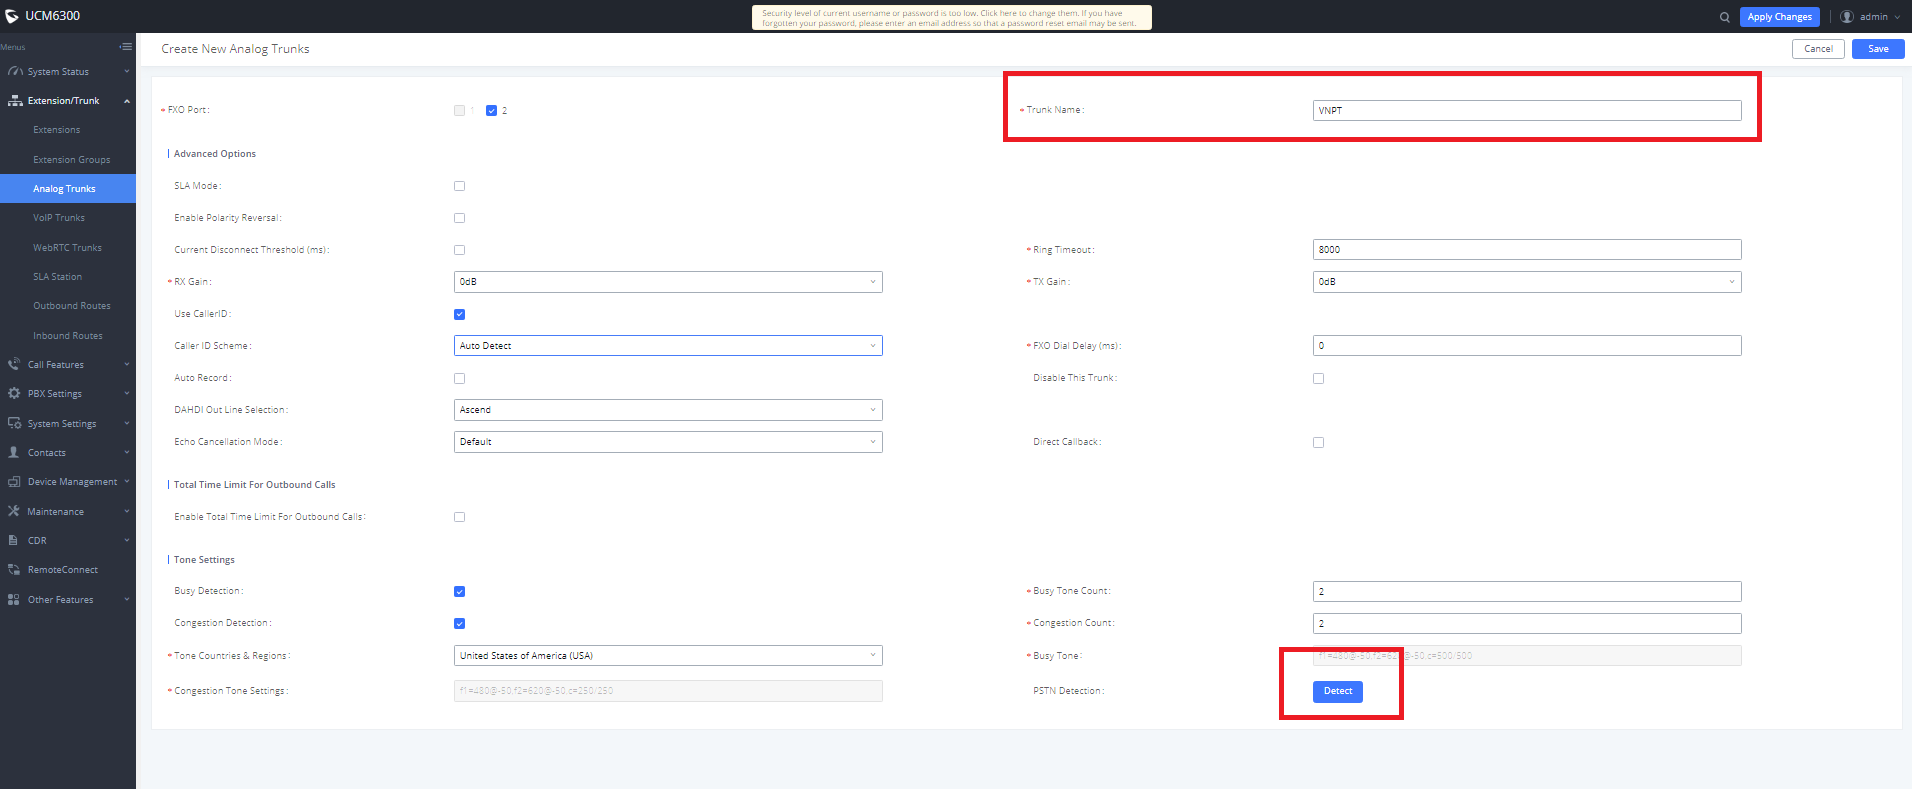 UCM6300
Security level of current username or password is too low. Click here to change them. If you have
forgotten your password, please enter an email address so that a password reset email may be sent.
Apply Changes
admin
Menus
Create New Analog Trunks
Cancel
Save
System Status
Extension/Trunk
Extensions
Extension Groups
Analog Trunks
VoIP Trunks
WebRTC Trunks
SLA Station
Outbound Routes
Inbound Routes
Call Features
PBX Settings
System Settings
Contacts
Device Management
Maintenance
CDR
RemoteConnect
Other Features
* FXO Port: 1 2
* Trunk Name: VNPT
Advanced Options
SLA Mode:
Enable Polarity Reversal:
Current Disconnect Threshold (ms):
* Ring Timeout: 8000
* RX Gain: 0dB
* TX Gain: 0dB
Use CallerID:
Caller ID Scheme: Auto Detect
* FXO Dial Delay (ms): 0
Auto Record:
Disable This Trunk:
DAHDI Out Line Selection: Ascend
Echo Cancellation Mode: Default
Direct Callback:
Total Time Limit For Outbound Calls
Enable Total Time Limit For Outbound Calls:
Tone Settings
Busy Detection:
* Busy Tone Count: 2
Congestion Detection:
* Congestion Count: 2
* Tone Countries & Regions: United States of America (USA)
* Busy Tone: f1=480@-50,f2=620@-50,c=500/500
* Congestion Tone Settings: f1=480@-50,f2=620@-50,c=250/250
PSTN Detection: Detect